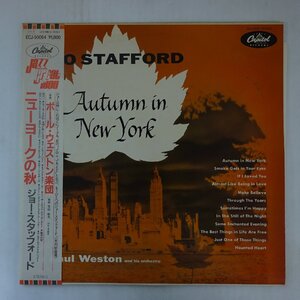 ECJ-50054 ¥1,800
Capitol
RECORDS
O STAFFORD
Autumn in
New York
Autumn in New York
Smoke Gets in Your Eyes
If I Loved You
Almost Like Being in Love
Make Believe
Through The Years
Sometimes I'm Happy
In The Still of The Night
Some Enchanted Evening
The Best Things in Life Are Free
Just One of Those Things
Haunted Heart
ul Weston and his orchestra
ポール・ウェストン楽団
ニューヨークの秋
ジョー・スタッフォード